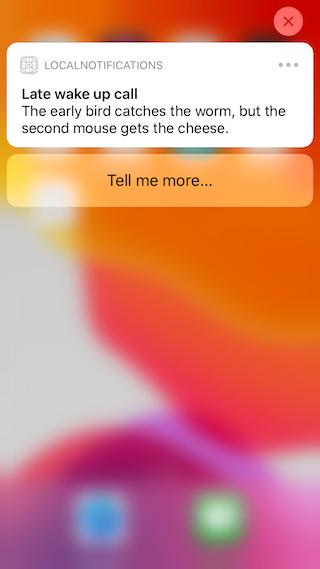 LOCALNOTIFICATIONS
Late wake up call
The early bird catches the worm, but the
second mouse gets the cheese.
Tell me more...